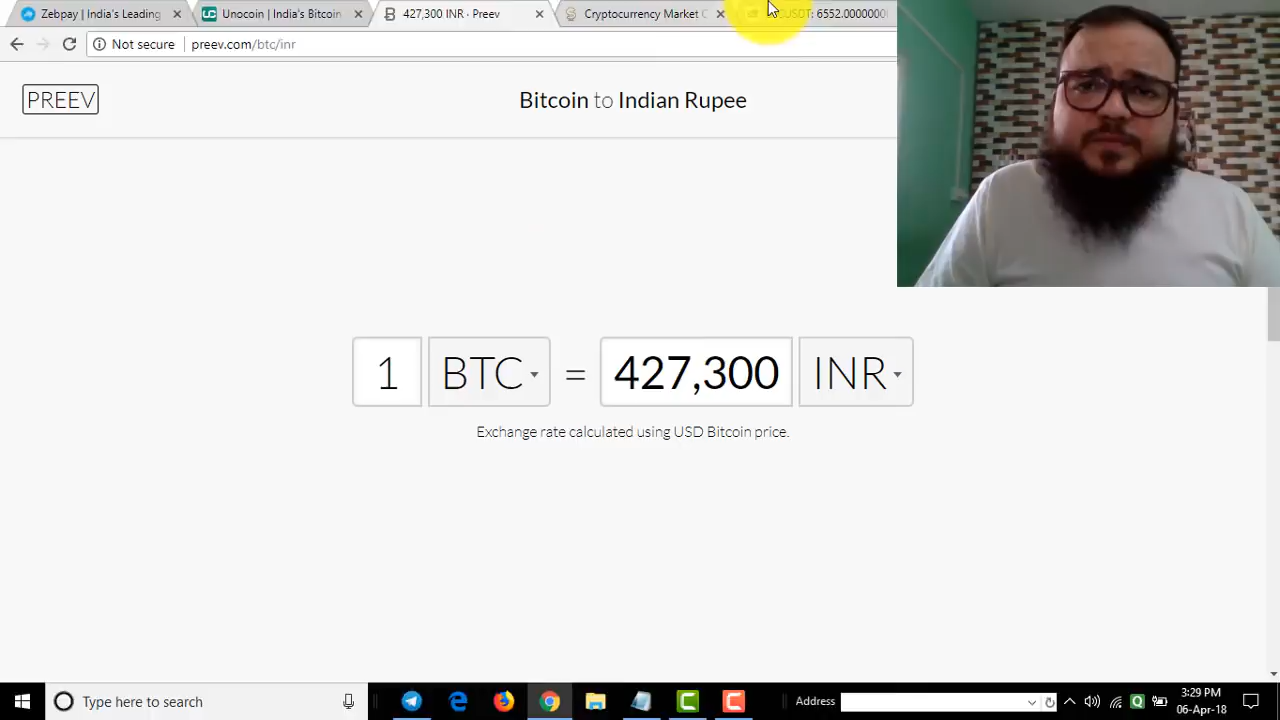 Zebpay | India's Leading
Unocoin | India's Bitcoin
427,300 INR - Preev
Cryptocurrency Market C
USDT: 6552.0000000
Not secure
preev.com/btc/inr
PREEV
Bitcoin to Indian Rupee
1 BTC = 427,300 INR
Exchange rate calculated using USD Bitcoin price.
Type here to search
Address
3:29 PM
06-Apr-18